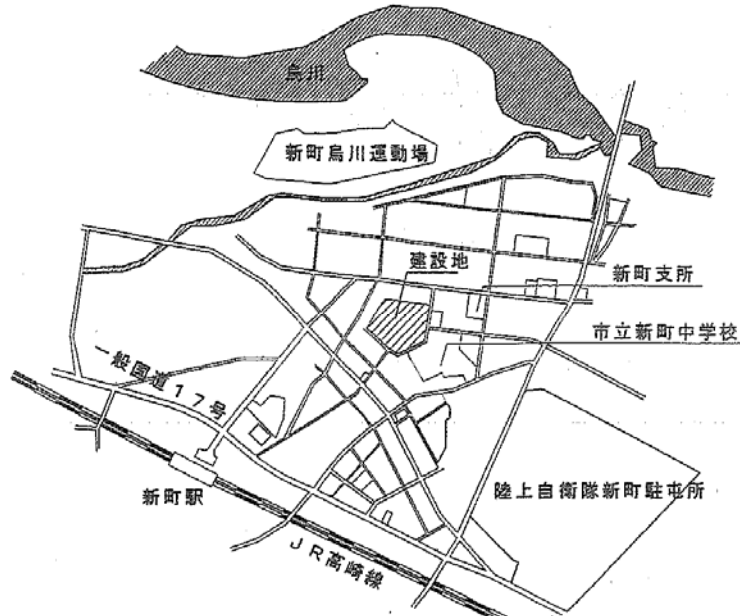 烏川
新町烏川運動場
建設地
新町支所
市立新町中学校
一般国道17号
新町駅
陸上自衛隊新町駐屯所
JR高崎線